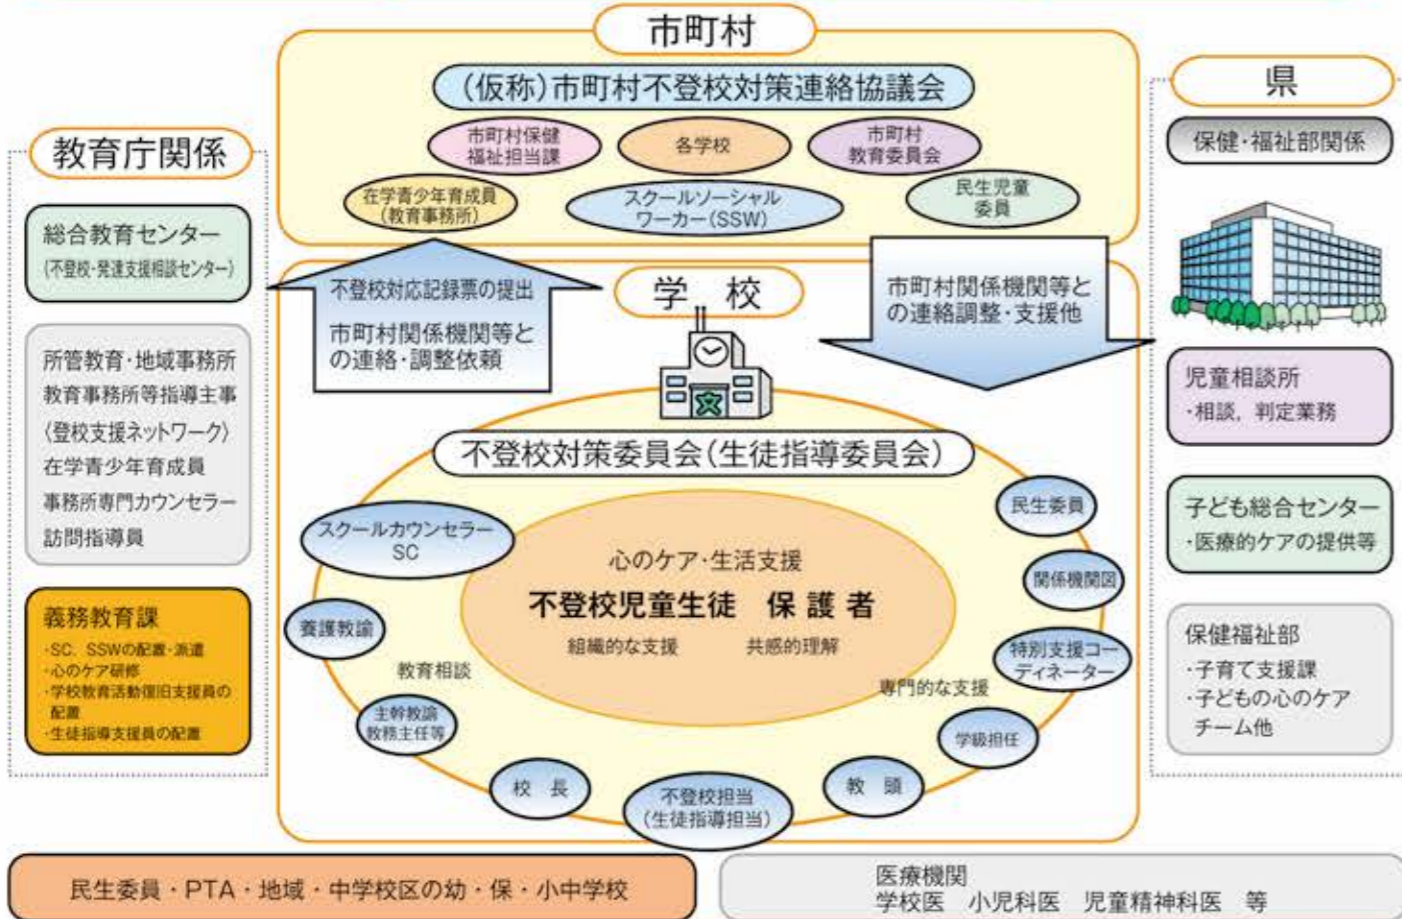 市町村
(仮称)市町村不登校対策連絡協議会
市町村保健
福祉担当課
各学校
市町村
教育委員会
在学青少年育成員
(教育事務所)
スクールソーシャル
ワーカー(SSW)
民生児童
委員
教育庁関係
総合教育センター
(不登校・発達支援相談センター)
所管教育・地域事務所
教育事務所等指導主事
(登校支援ネットワーク)
在学青少年育成員
事務所専門カウンセラー
訪問指導員
義務教育課
・SC、SSWの配置・派遣
・心のケア研修
・学校教育活動復旧支援員の
配置
・生徒指導支援員の配置
不登校対応記録票の提出
市町村関係機関等と
の連絡・調整依頼
学 校
文
市町村関係機関等と
の連絡調整・支援他
不登校対策委員会(生徒指導委員会)
スクールカウンセラー
SC
民生委員
関係機関図
養護教諭
特別支援コー
ディネーター
心のケア・生活支援
不登校児童生徒 保 護 者
組織的な支援 共感的理解
教育相談
専門的な支援
主幹教諭
教務主任等
学級担任
校 長
不登校担当
(生徒指導担当)
教 頭
県
保健・福祉部関係
児童相談所
・相談，判定業務
子ども総合センター
・医療的ケアの提供等
保健福祉部
・子育て支援課
・子どもの心のケア
チーム他
民生委員・PTA・地域・中学校区の幼・保・小中学校
医療機関
学校医 小児科医 児童精神科医 等